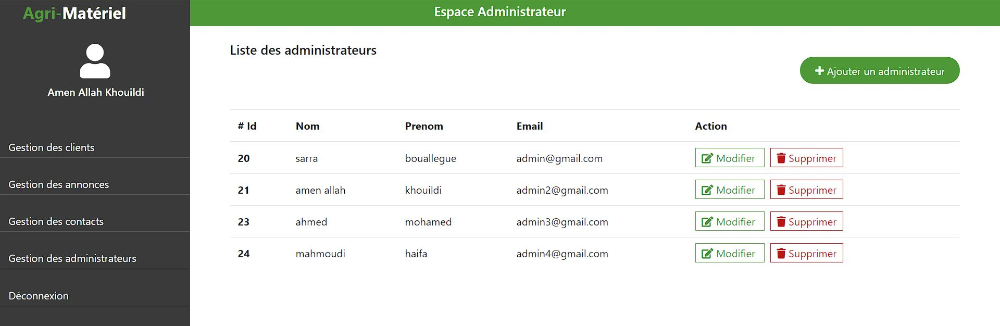 Agri-Matériel
Amen Allah Khouildi
Gestion des clients
Gestion des annonces
Gestion des contacts
Gestion des administrateurs
Déconnexion
Espace Administrateur
Liste des administrateurs
Ajouter un administrateur
# Id Nom Prenom Email Action
20 sarra bouallegue admin@gmail.com Modifier Supprimer
21 amen allah khouildi admin2@gmail.com Modifier Supprimer
23 ahmed mohamed admin3@gmail.com Modifier Supprimer
24 mahmoudi haifa admin4@gmail.com Modifier Supprimer